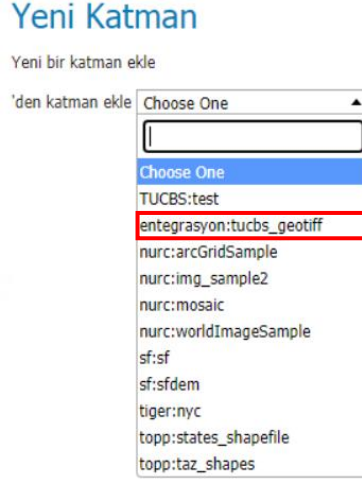 Yeni Katman
Yeni bir katman ekle
'den katman ekle Choose One
Choose One
TUCBS:test
entegrasyon:tucbs_geotiff
nurc:arcGridSample
nurc:img_sample2
nurc:mosaic
nurc:worldImageSample
sf:sf
sf:sfdem
tiger:nyc
topp:states_shapefile
topp:taz_shapes